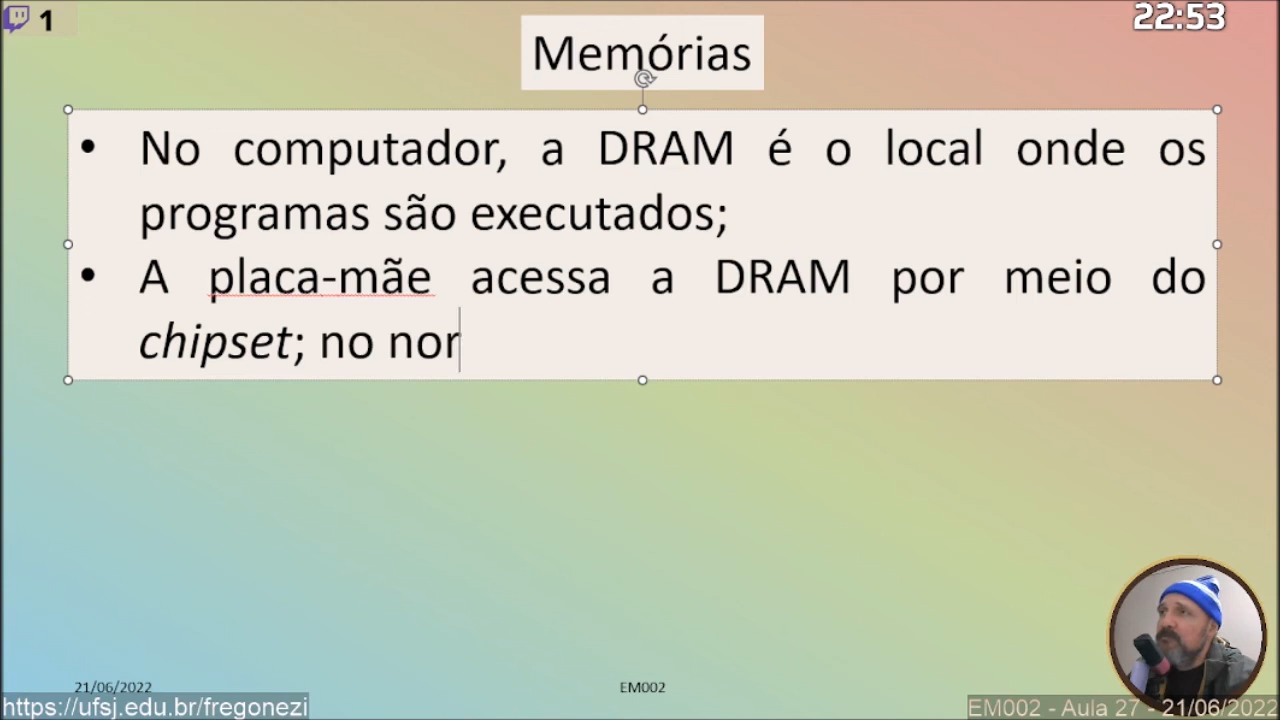 1
22:53
Memórias
• No computador, a DRAM é o local onde os
programas são executados;
• A placa-mãe acessa a DRAM por meio do
chipset; no nor
21/06/2022
EM002
https://ufsj.edu.br/fregonezi
EM002 - Aula 27 - 21/06/2022